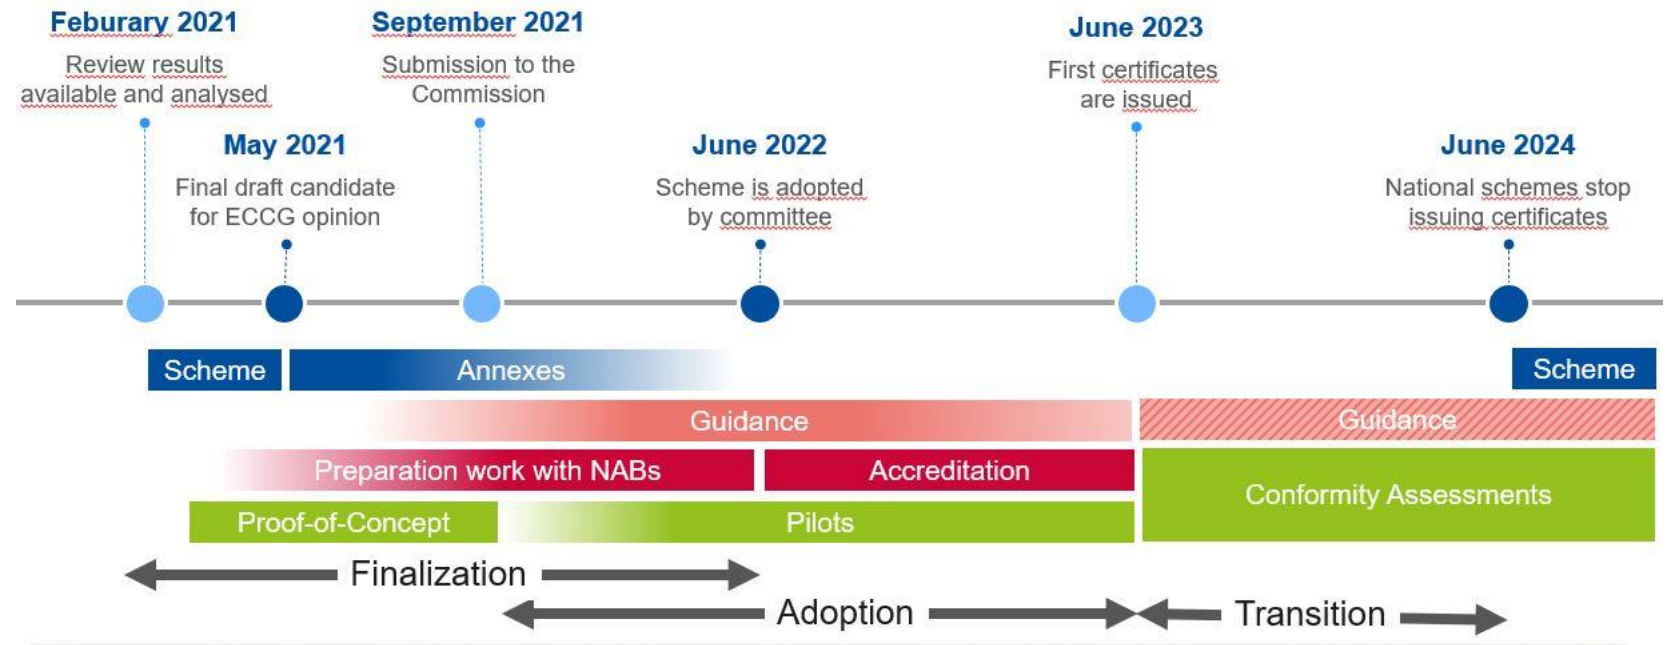 Feburary 2021
Review results
available and analysed
May 2021
Final draft candidate
for ECCG opinion
September 2021
Submission to the
Commission
June 2022
Scheme is adopted
by committee
June 2023
First certificates
are issued
June 2024
National schemes stop
issuing certificates
Scheme
Annexes
Scheme
Guidance
Guidance
Preparation work with NABs
Accreditation
Conformity Assessments
Proof-of-Concept
Pilots
Finalization
Adoption
Transition